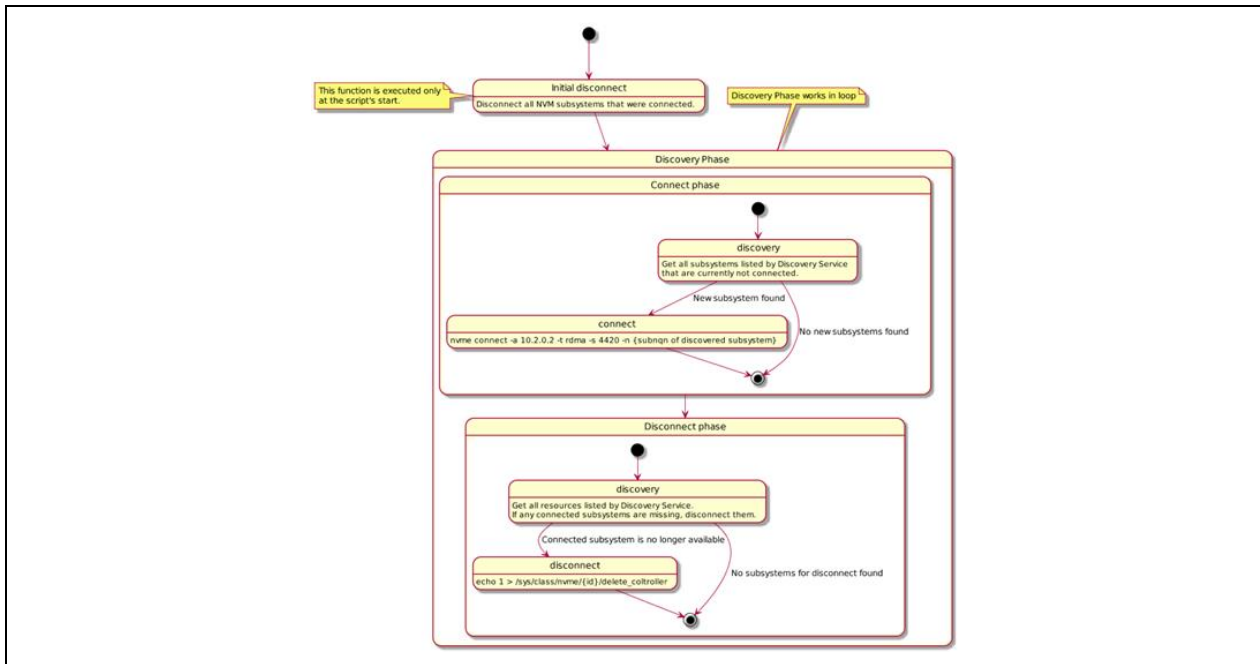 This function is executed only
at the script's start.
Initial disconnect
Disconnect all NVM subsystems that were connected.
Discovery Phase works in loop
Discovery Phase
Connect phase
discovery
Get all subsystems listed by Discovery Service
that are currently not connected.
New subsystem found
No new subsystems found
connect
nvme connect -a 10.2.0.2 -t rdma -s 4420 -n {subnqn of discovered subsystem}
Disconnect phase
discovery
Get all resources listed by Discovery Service.
If any connected subsystems are missing, disconnect them.
Connected subsystem is no longer available
No subsystems for disconnect found
disconnect
echo 1 > /sys/class/nvme/{id}/delete_coltroller